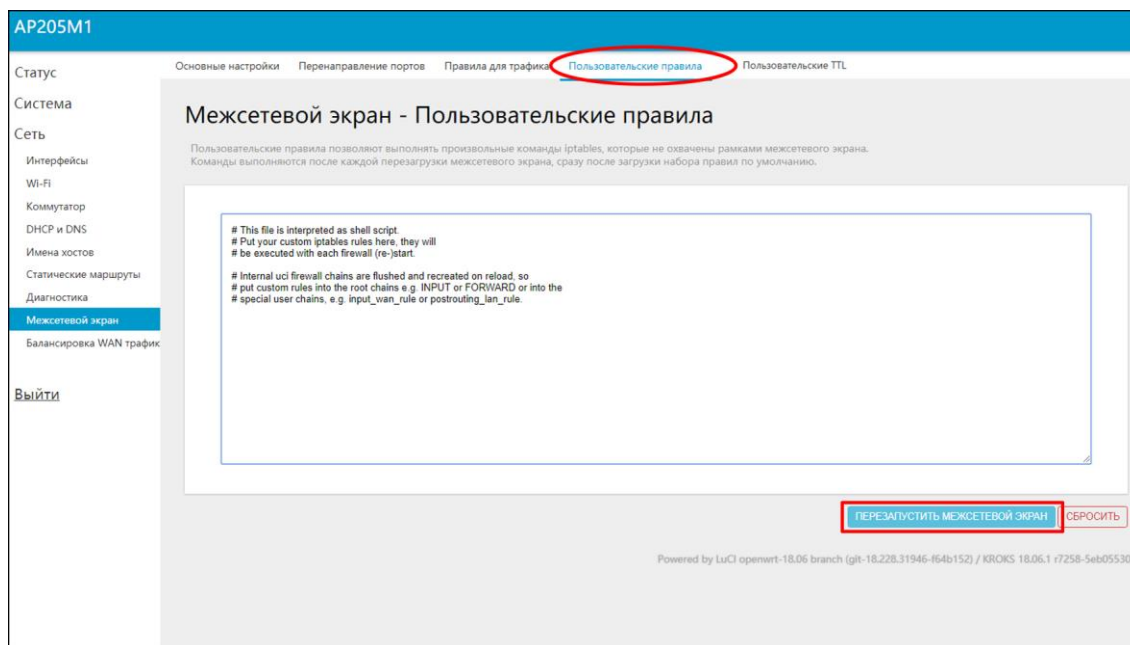 AP205M1
Статус
Система
Сеть
Интерфейсы
Wi-Fi
Коммутатор
DHCP и DNS
Имена хостов
Статические маршруты
Диагностика
Межсетевой экран
Балансировка WAN трафик
Выйти
Основные настройки Перенаправление портов Правила для трафика Пользовательские правила Пользовательские TTL
Межсетевой экран - Пользовательские правила
Пользовательские правила позволяют выполнять произвольные команды iptables, которые не охвачены рамками межсетевого экрана.
Команды выполняются после каждой перезагрузки межсетевого экрана, сразу после загрузки набора правил по умолчанию.
# This file is interpreted as shell script.
# Put your custom iptables rules here, they will
# be executed with each firewall (re-)start.
# Internal uci firewall chains are flushed and recreated on reload, so
# put custom rules into the root chains e.g. INPUT or FORWARD or into the
# special user chains, e.g. input_wan_rule or postrouting_lan_rule.
ПЕРЕЗАПУСТИТЬ МЕЖСЕТЕВОЙ ЭКРАН СБРОСИТЬ
Powered by LuCI openwrt-18.06 branch (git-18.228.31946-f64b152) / KROKS 18.06.1 r7258-5eb05530